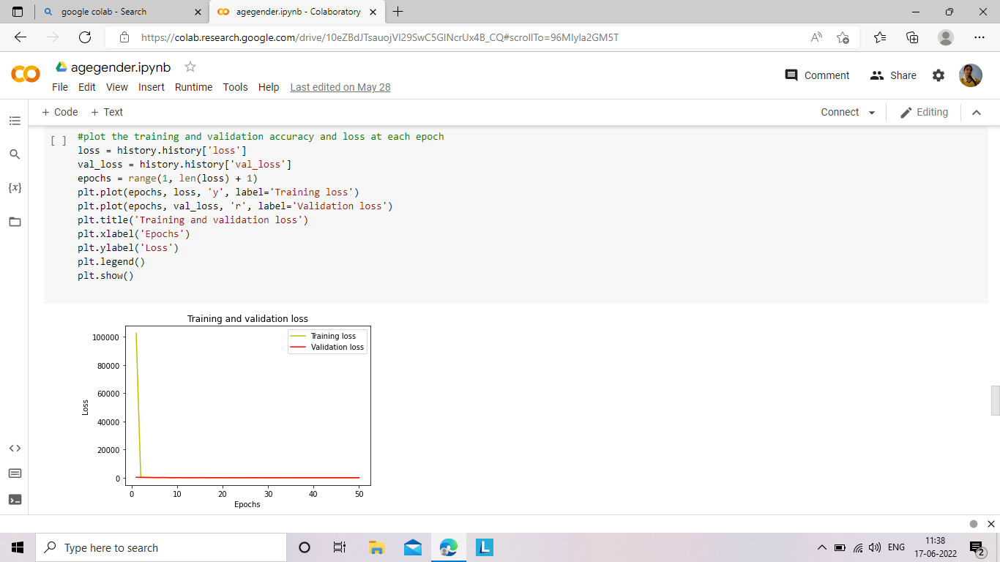 google colab - Search
agegender.ipynb - Colaboratory
https://colab.research.google.com/drive/10eZBdJTsauojVI29SwC5GINcrUx4B_CQ#scrollTo=96MIyIa2GM5T
agegender.ipynb
File Edit View Insert Runtime Tools Help Last edited on May 28
Comment Share
+ Code + Text
Connect Editing
[ ]
#plot the training and validation accuracy and loss at each epoch
loss = history.history['loss']
val_loss = history.history['val_loss']
epochs = range(1, len(loss) + 1)
plt.plot(epochs, loss, 'y', label='Training loss')
plt.plot(epochs, val_loss, 'r', label='Validation loss')
plt.title('Training and validation loss')
plt.xlabel('Epochs')
plt.ylabel('Loss')
plt.legend()
plt.show()
{x}
Training and validation loss
Training loss
Validation loss
100000
80000
60000
40000
20000
0
Loss
0 10 20 30 40 50
Epochs
Type here to search
L
ENG
11:38
17-06-2022
2